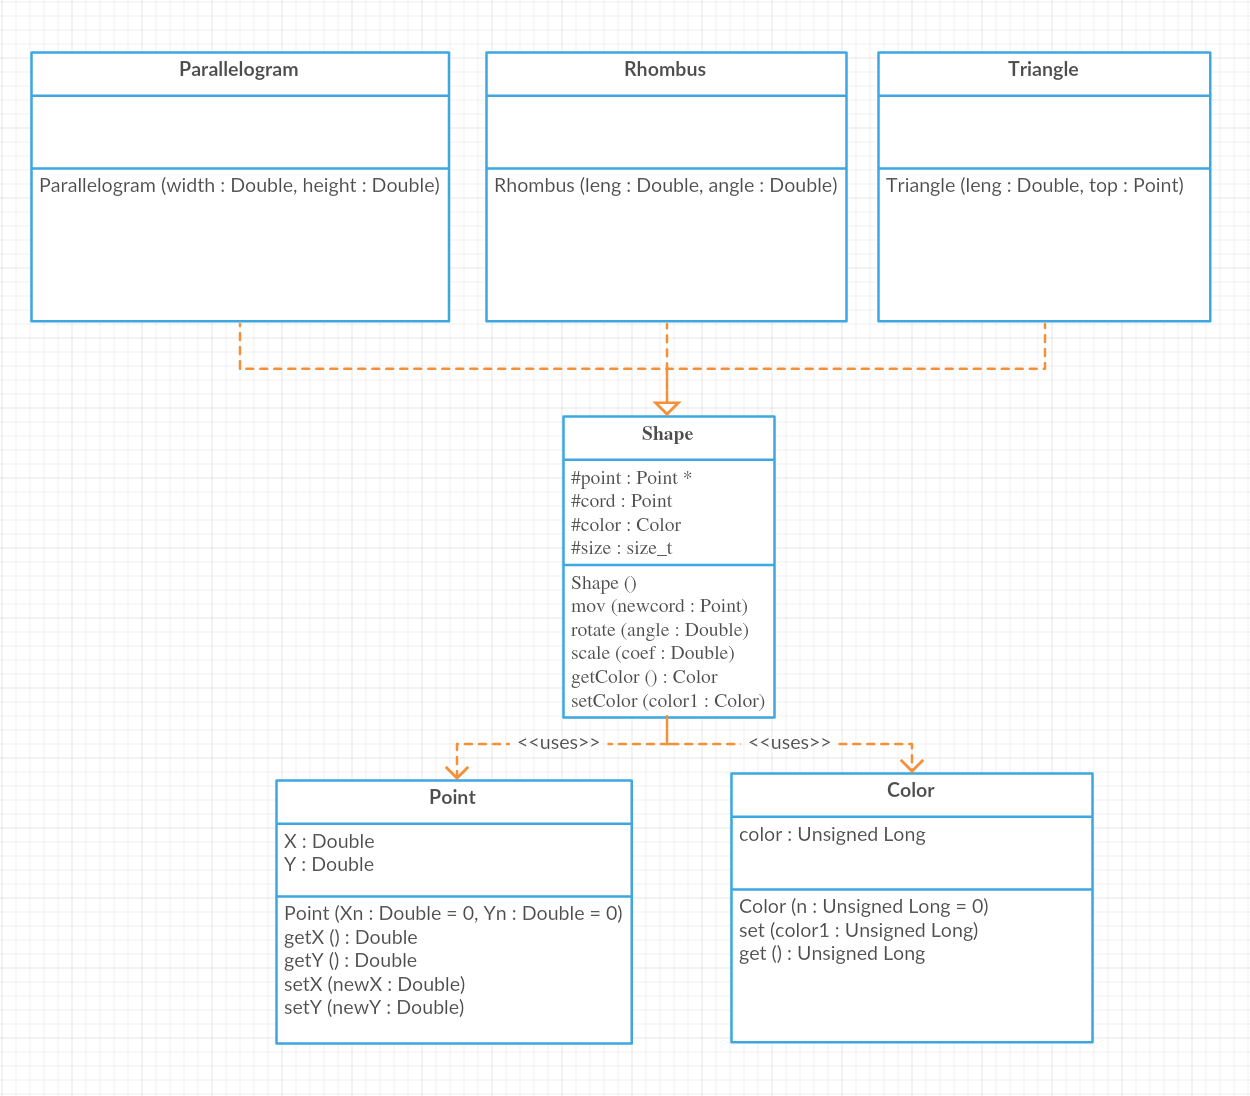 Parallelogram
Parallelogram (width : Double, height : Double)
Rhombus
Rhombus (leng : Double, angle : Double)
Triangle
Triangle (leng : Double, top : Point)
Shape
#point : Point *
#cord : Point
#color : Color
#size : size_t
Shape ()
mov (newcord : Point)
rotate (angle : Double)
scale (coef : Double)
getColor () : Color
setColor (color1 : Color)
<<uses>>
<<uses>>
Point
X : Double
Y : Double
Point (Xn : Double = 0, Yn : Double = 0)
getX () : Double
getY () : Double
setX (newX : Double)
setY (newY : Double)
Color
color : Unsigned Long
Color (n : Unsigned Long = 0)
set (color1 : Unsigned Long)
get () : Unsigned Long